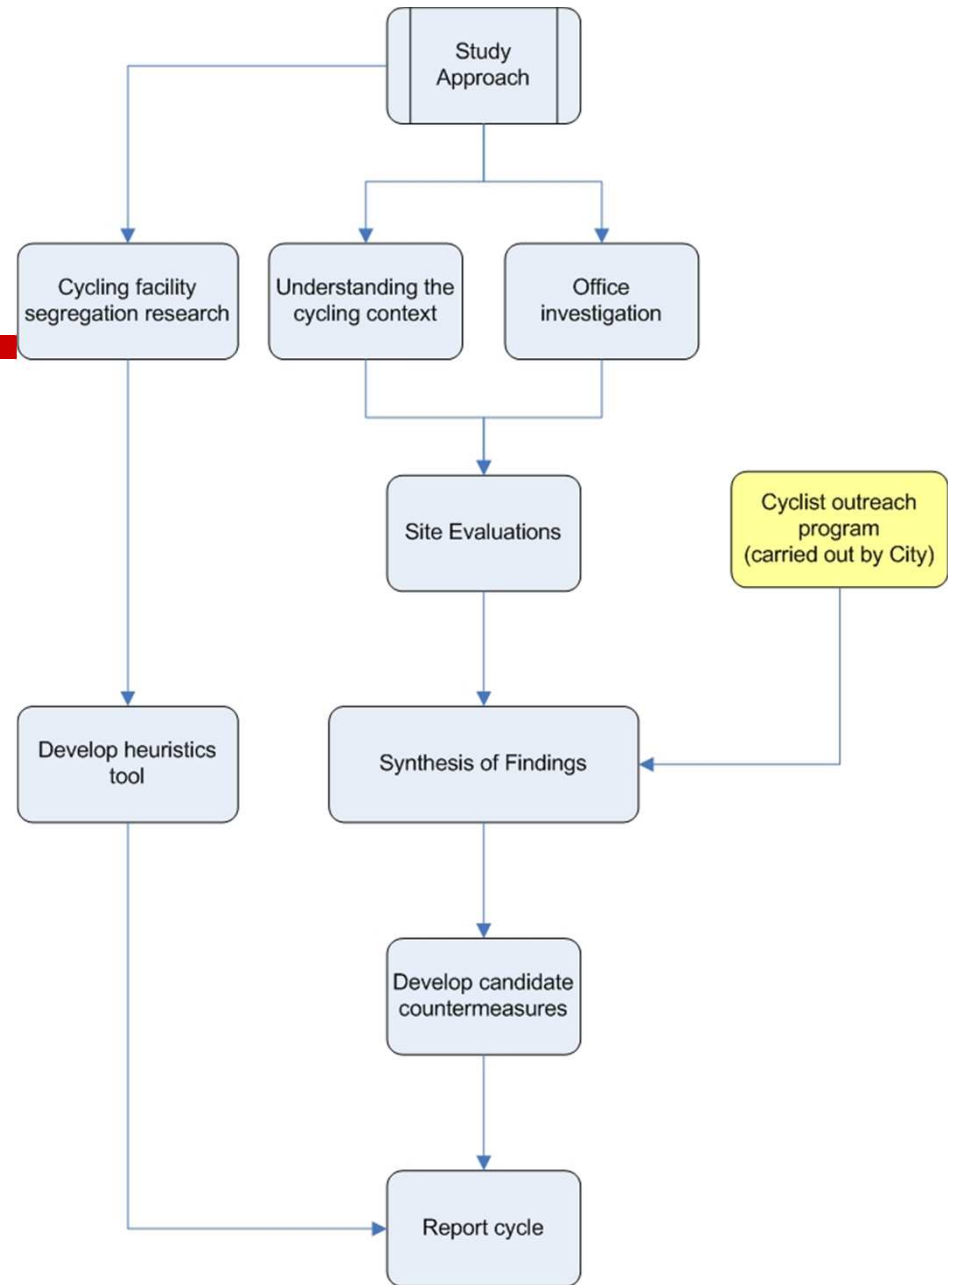 Study
Approach
Cycling facility
segregation research
Understanding the
cycling context
Office
investigation
Site Evaluations
Cyclist outreach
program
(carried out by City)
Develop heuristics
tool
Synthesis of Findings
Develop candidate
countermeasures
Report cycle